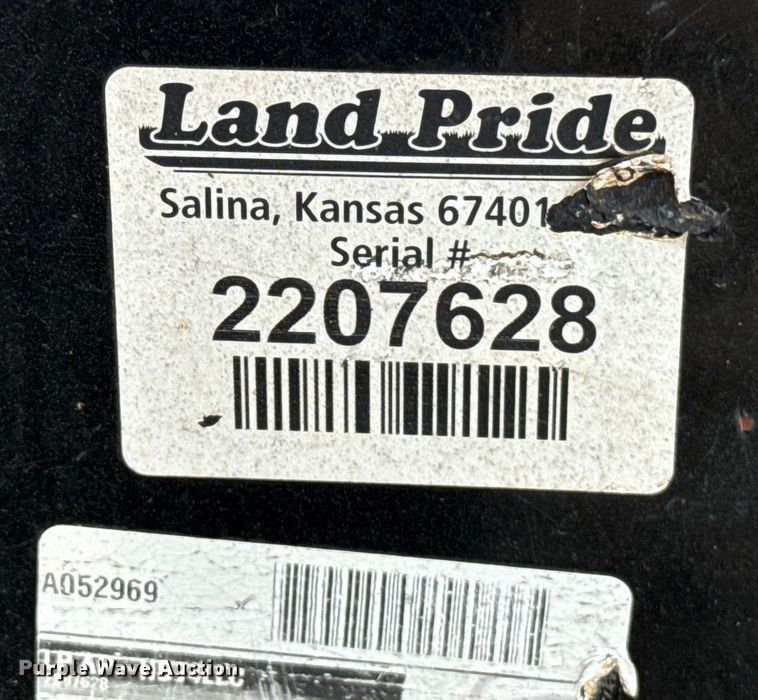 Land Pride
Salina, Kansas 67401
Serial #
2207628
A052969
Purple Wave Auction